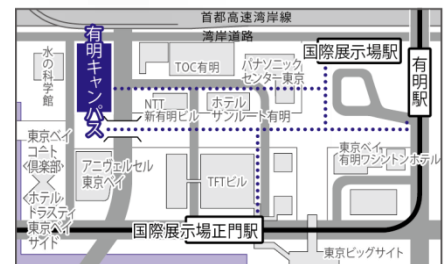 首都高速湾岸線
湾岸道路
国際展示場駅
水の科学館
有明キャンパス
TOC有明
パナソニック
センター東京
有明駅
NTT
新有明ビル
ホテル
サンルート有明
東京ベイ
コート
倶楽部
アニヴェルセル
東京ベイ
TFTビル
東京ベイ
有明ワシントンホテル
ホテル
トラスティ
東京ベイ
サイド
国際展示場正門駅
東京ビッグサイト